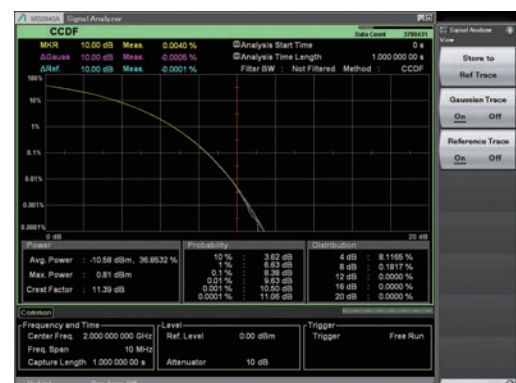 MS2840A Signal Analyzer
CCDF
Data Count 3790431
MKR 10.00 dB Meas. 0.0040 % Analysis Start Time 0 s
ΔGauss 10.00 dB Meas. -0.0005 % Analysis Time Length 1.000 000 00 s
ΔRef. 10.00 dB Meas. -0.0001 % Filter BW : Not Filtered Method : CCDF
100%
10%
1%
0.1%
0.01%
0.001%
0.0001%
0 dB 20 dB
Power
Avg. Power : -10.58 dBm, 36.8532 %
Max. Power : 0.81 dBm
Crest Factor : 11.39 dB
Probability
10 % : 3.62 dB
1 % : 6.63 dB
0.1 % : 8.38 dB
0.01 % : 9.63 dB
0.001 % : 10.50 dB
0.0001 % : 11.06 dB
Distribution
4 dB : 8.1165 %
8 dB : 0.1817 %
12 dB : 0.0000 %
16 dB : 0.0000 %
20 dB : 0.0000 %
Common
Frequency and Time
Center Freq. 2.000 000 000 GHz
Freq. Span 10 MHz
Capture Length 1.000 000 00 s
Level
Ref. Level 0.00 dBm
Attenuator 10 dB
Trigger
Trigger Free Run
Signal Analyzer
View
Store to
Ref Trace
Gaussian Trace
On Off
Reference Trace
On Off